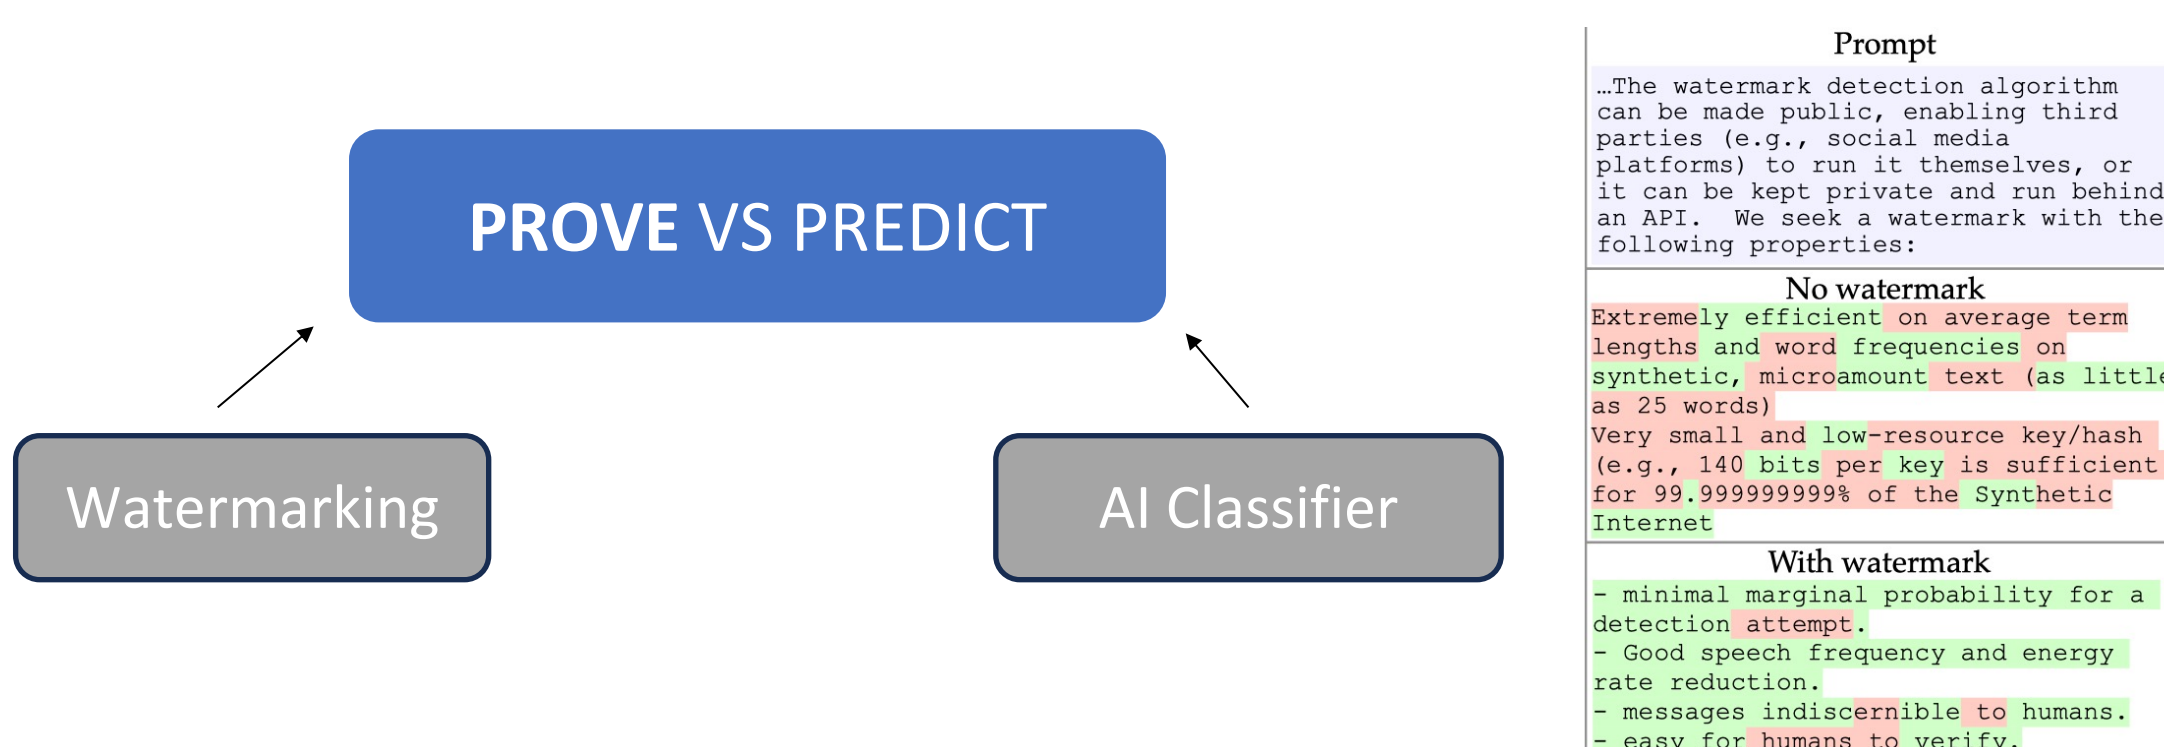 PROVE VS PREDICT
Watermarking
AI Classifier
Prompt
…The watermark detection algorithm
can be made public, enabling third
parties (e.g., social media
platforms) to run it themselves, or
it can be kept private and run behind
an API.  We seek a watermark with the
following properties:
No watermark
Extremely efficient on average term
lengths and word frequencies on
synthetic, microamount text (as little
as 25 words)
Very small and low-resource key/hash
(e.g., 140 bits per key is sufficient
for 99.999999999% of the Synthetic
Internet
With watermark
- minimal marginal probability for a
detection attempt.
- Good speech frequency and energy
rate reduction.
- messages indiscernible to humans.
- easy for humans to verify.